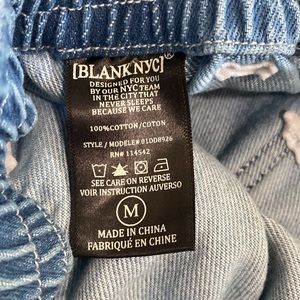 [BLANKNYC]®
DESIGNED FOR YOU
BY OUR NYC TEAM
IN THE CITY THAT
NEVER SLEEPS
BECAUSE WE CARE
100%COTTON/COTON
STYLE / MODELE# 01DD8926
RN# 114542
SEE CARE ON REVERSE
VOIR INSTRUCTION AUVERSO
M
MADE IN CHINA
FABRIQUÉ EN CHINE